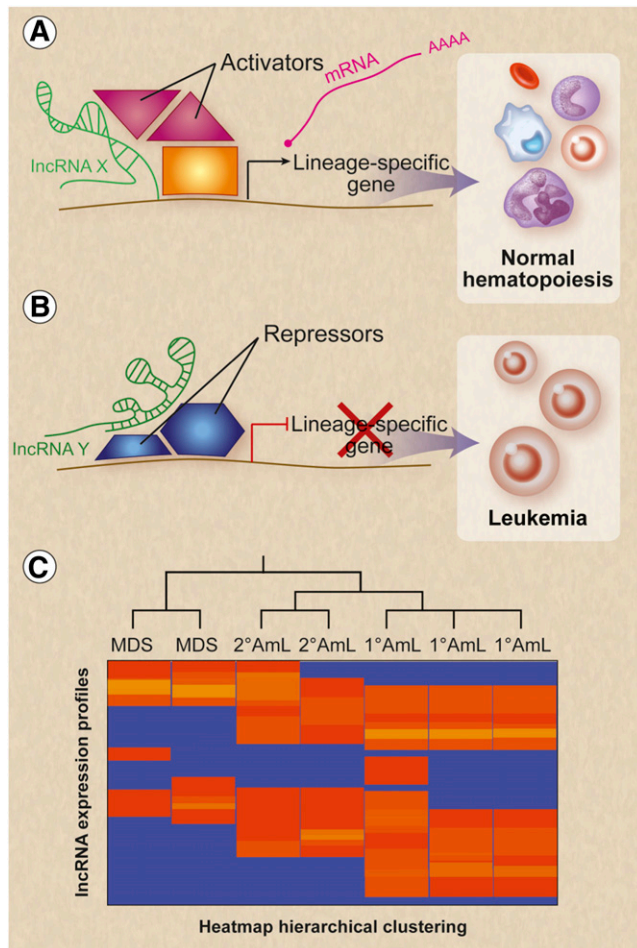 A
Activators
mRNA
AAAA
lncRNA X
Lineage-specific
gene
Normal
hematopoiesis
B
Repressors
lncRNA Y
Lineage-specific
gene
Leukemia
C
MDS MDS 2°AmL 2°AmL 1°AmL 1°AmL 1°AmL
lncRNA expression profiles
Heatmap hierarchical clustering